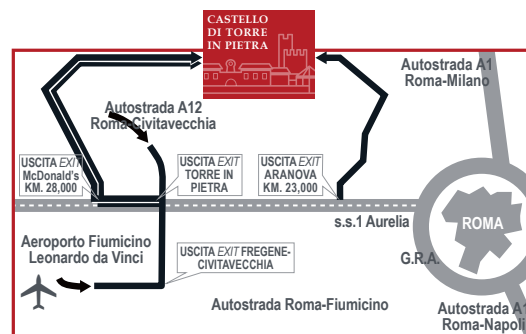 CASTELLO
DI TORRE
IN PIETRA
Autostrada A1
Roma-Milano
Autostrada A12
Roma-Civitavecchia
USCITA EXIT
McDonald's
KM. 28,000
USCITA EXIT
TORRE IN
PIETRA
USCITA EXIT
ARANOVA
KM. 23,000
s.s.1 Aurelia
ROMA
G.R.A.
Aeroporto Fiumicino
Leonardo da Vinci
USCITA EXIT FREGENE-
CIVITAVECCHIA
Autostrada Roma-Fiumicino
Autostrada A1
Roma-Napoli